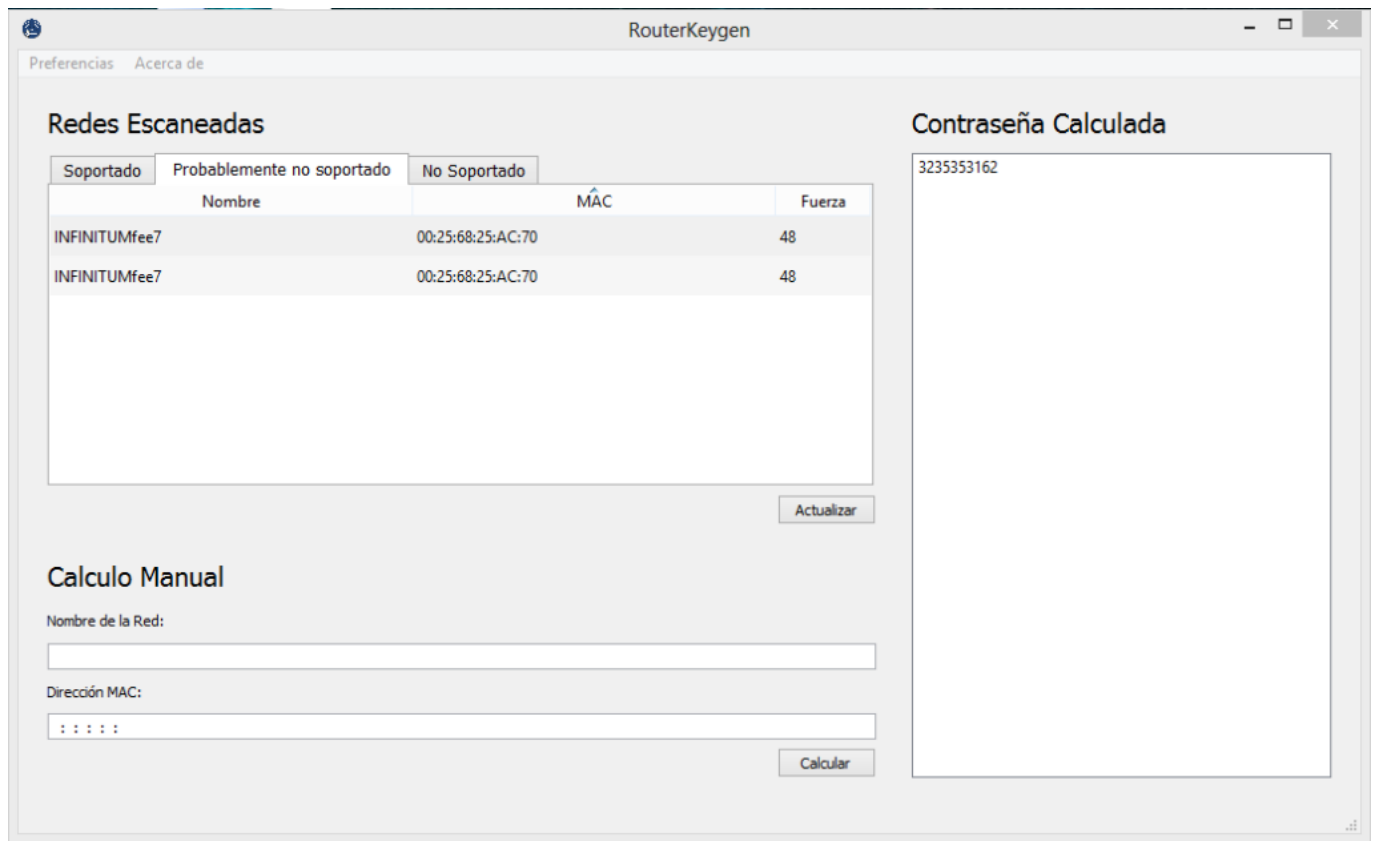 RouterKeygen
Preferencias Acerca de
Redes Escaneadas
Soportado Probablemente no soportado No Soportado
Nombre MAC Fuerza
INFINITUMfee7 00:25:68:25:AC:70 48
INFINITUMfee7 00:25:68:25:AC:70 48
Actualizar
Calculo Manual
Nombre de la Red:
Dirección MAC:
: : : : :
Calcular
Contraseña Calculada
3235353162